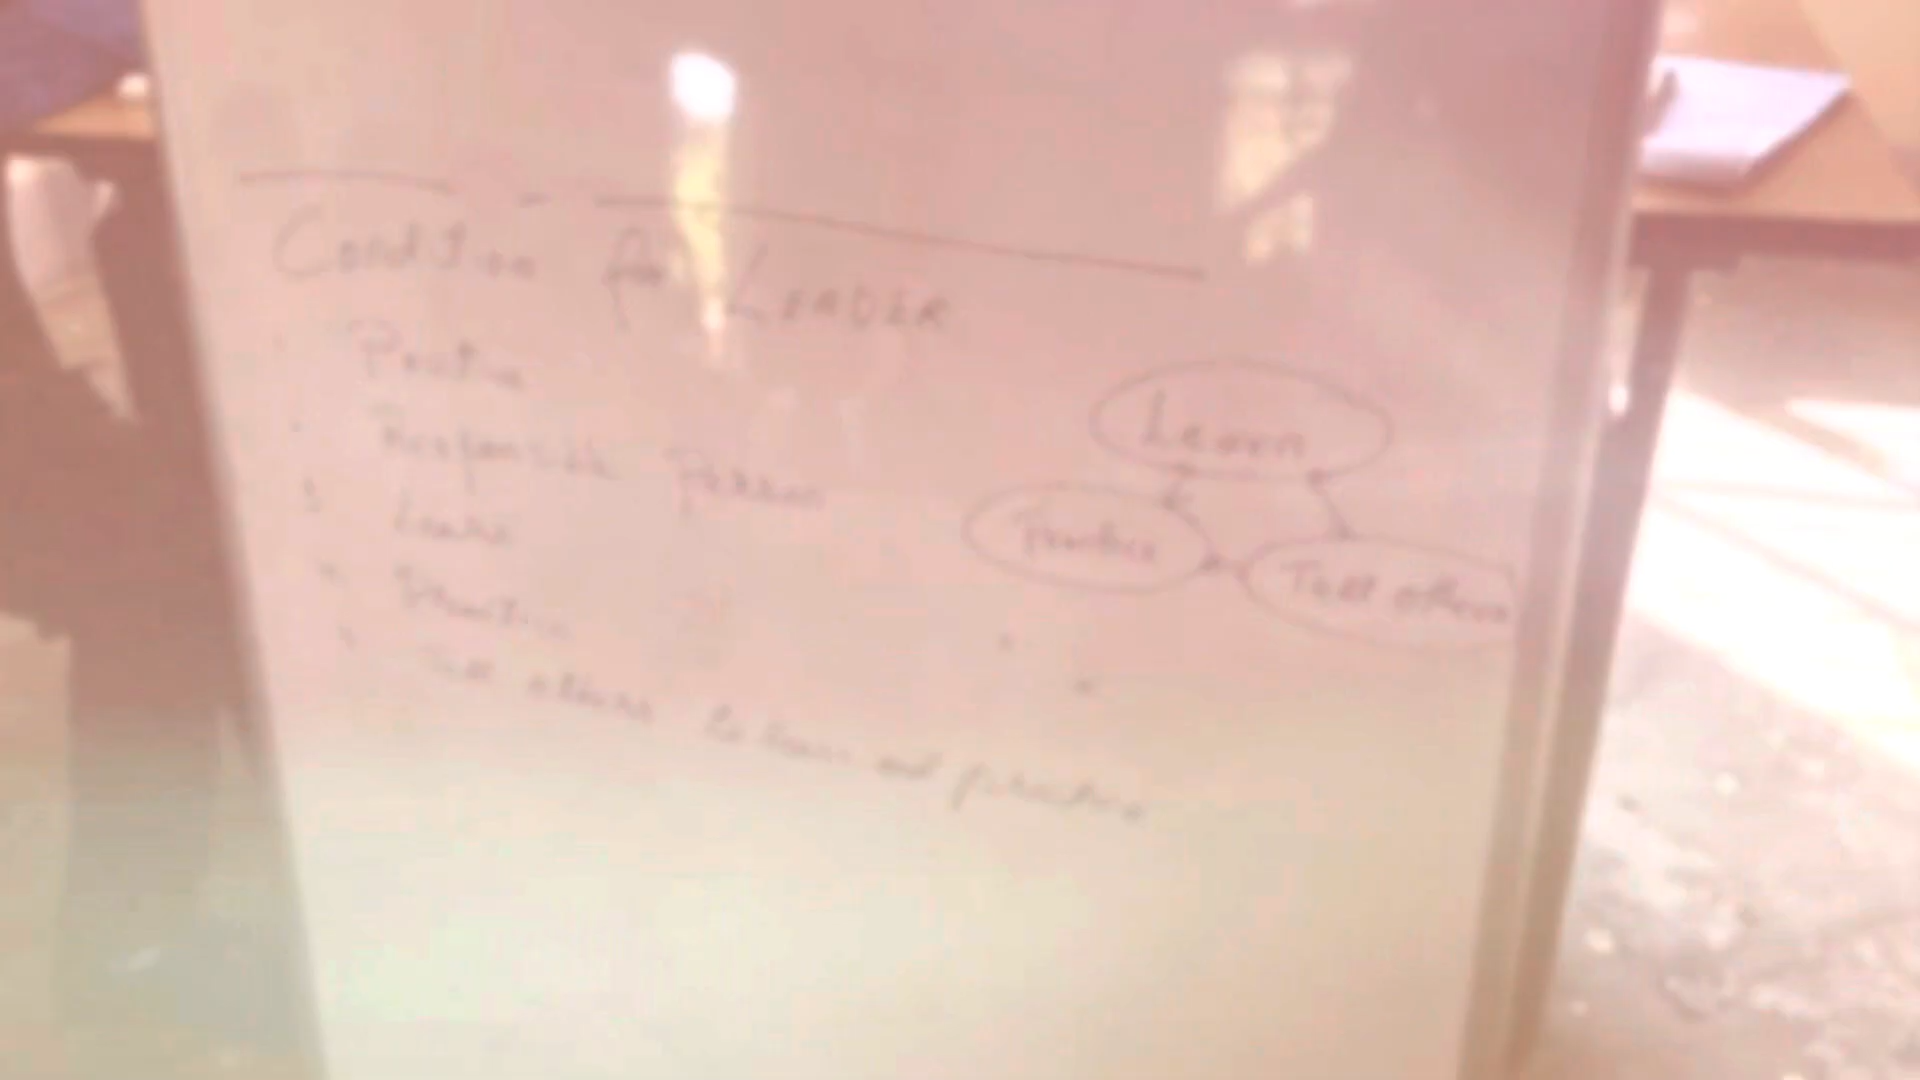 Condition for LEADER
Positive
Responsible Person
Learn
Practice
Tell others to learn and practice
Learn
Practice
Tell others